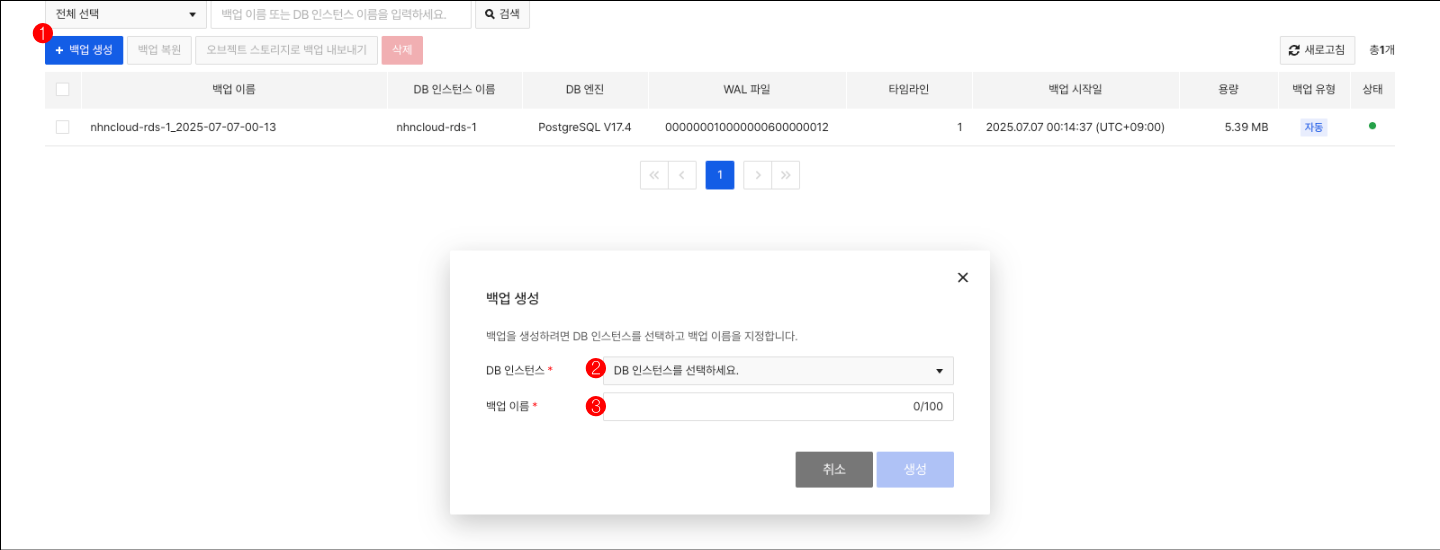 전체 선택 백업 이름 또는 DB 인스턴스 이름을 입력하세요. 검색
1
+ 백업 생성 백업 복원 오브젝트 스토리지로 백업 내보내기 삭제 새로고침 총1개
백업 이름 DB 인스턴스 이름 DB 엔진 WAL 파일 타임라인 백업 시작일 용량 백업 유형 상태
nhncloud-rds-1_2025-07-07-00-13 nhncloud-rds-1 PostgreSQL V17.4 000000010000000600000012 1 2025.07.07 00:14:37 (UTC+09:00) 5.39 MB 자동
1
백업 생성
백업을 생성하려면 DB 인스턴스를 선택하고 백업 이름을 지정합니다.
DB 인스턴스 * 2 DB 인스턴스를 선택하세요.
백업 이름 * 3 0/100
취소 생성